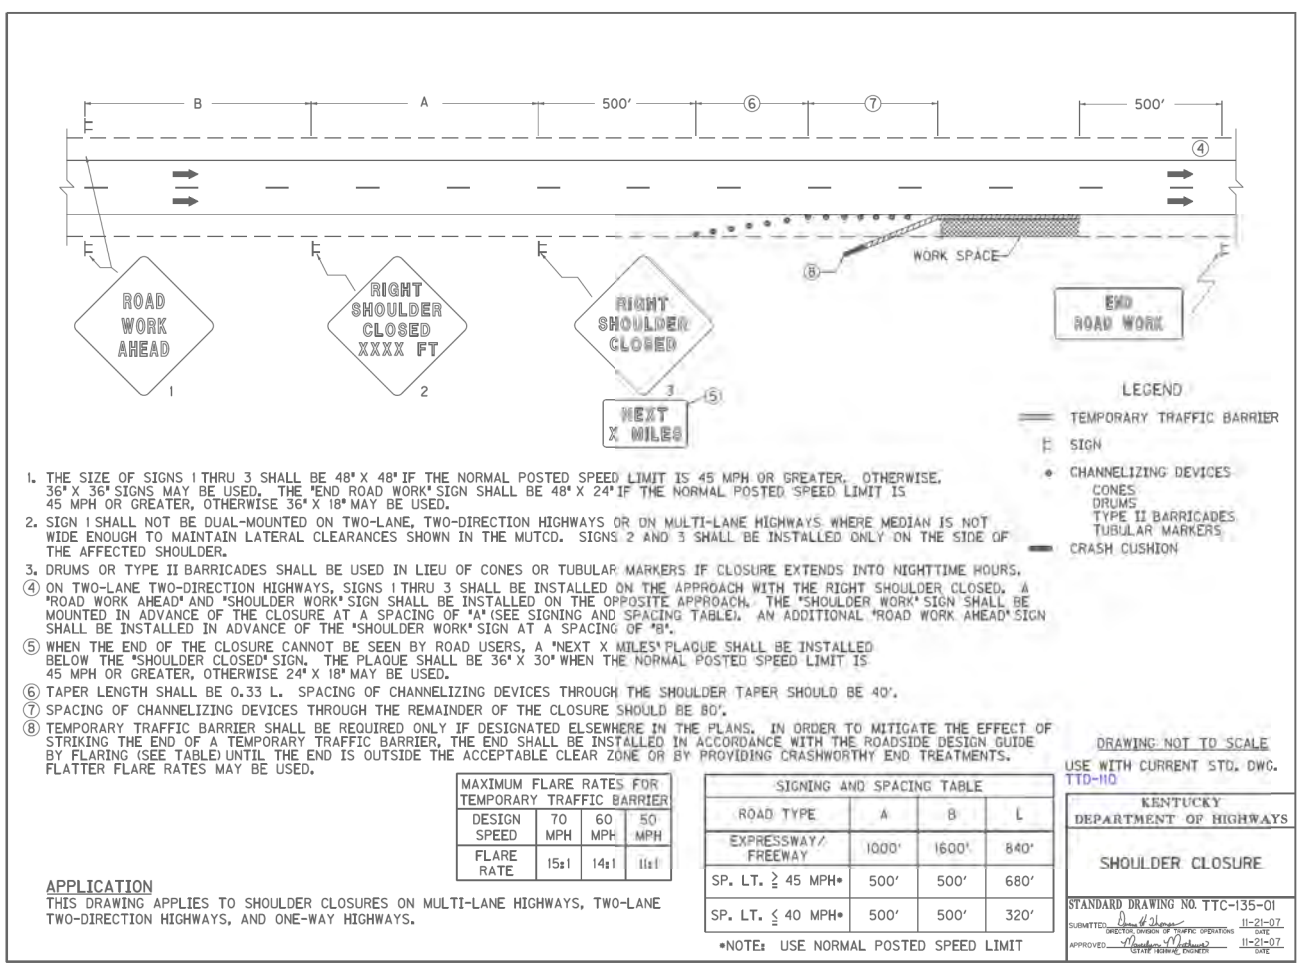 B
A
500'
6
7
500'
4
8
WORK SPACE
ROAD
WORK
AHEAD
1
RIGHT
SHOULDER
CLOSED
XXXX FT
2
RIGHT
SHOULDER
CLOSED
3
5
NEXT
X MILES
END
ROAD WORK
LEGEND
TEMPORARY TRAFFIC BARRIER
SIGN
CHANNELIZING DEVICES
CONES
DRUMS
TYPE II BARRICADES
TUBULAR MARKERS
CRASH CUSHION
1. THE SIZE OF SIGNS 1 THRU 3 SHALL BE 48" X 48" IF THE NORMAL POSTED SPEED LIMIT IS 45 MPH OR GREATER, OTHERWISE,
36" X 36" SIGNS MAY BE USED. THE "END ROAD WORK" SIGN SHALL BE 48" X 24" IF THE NORMAL POSTED SPEED LIMIT IS
45 MPH OR GREATER, OTHERWISE 36" X 18" MAY BE USED.
2. SIGN 1 SHALL NOT BE DUAL-MOUNTED ON TWO-LANE, TWO-DIRECTION HIGHWAYS OR ON MULTI-LANE HIGHWAYS WHERE MEDIAN IS NOT
WIDE ENOUGH TO MAINTAIN LATERAL CLEARANCES SHOWN IN THE MUTCD. SIGNS 2 AND 3 SHALL BE INSTALLED ONLY ON THE SIDE OF
THE AFFECTED SHOULDER.
3. DRUMS OR TYPE II BARRICADES SHALL BE USED IN LIEU OF CONES OR TUBULAR MARKERS IF CLOSURE EXTENDS INTO NIGHTTIME HOURS.
4 ON TWO-LANE TWO-DIRECTION HIGHWAYS, SIGNS 1 THRU 3 SHALL BE INSTALLED ON THE APPROACH WITH THE RIGHT SHOULDER CLOSED. A
"ROAD WORK AHEAD" AND "SHOULDER WORK" SIGN SHALL BE INSTALLED ON THE OPPOSITE APPROACH. THE "SHOULDER WORK" SIGN SHALL BE
MOUNTED IN ADVANCE OF THE CLOSURE AT A SPACING OF "A" (SEE SIGNING AND SPACING TABLE). AN ADDITIONAL "ROAD WORK AHEAD" SIGN
SHALL BE INSTALLED IN ADVANCE OF THE "SHOULDER WORK" SIGN AT A SPACING OF "B".
5 WHEN THE END OF THE CLOSURE CANNOT BE SEEN BY ROAD USERS, A "NEXT X MILES" PLAQUE SHALL BE INSTALLED
BELOW THE "SHOULDER CLOSED" SIGN. THE PLAQUE SHALL BE 36" X 30" WHEN THE NORMAL POSTED SPEED LIMIT IS
45 MPH OR GREATER, OTHERWISE 24" X 18" MAY BE USED.
6 TAPER LENGTH SHALL BE 0.33 L. SPACING OF CHANNELIZING DEVICES THROUGH THE SHOULDER TAPER SHOULD BE 40'.
7 SPACING OF CHANNELIZING DEVICES THROUGH THE REMAINDER OF THE CLOSURE SHOULD BE 80'.
8 TEMPORARY TRAFFIC BARRIER SHALL BE REQUIRED ONLY IF DESIGNATED ELSEWHERE IN THE PLANS. IN ORDER TO MITIGATE THE EFFECT OF
STRIKING THE END OF A TEMPORARY TRAFFIC BARRIER, THE END SHALL BE INSTALLED IN ACCORDANCE WITH THE ROADSIDE DESIGN GUIDE
BY FLARING (SEE TABLE) UNTIL THE END IS OUTSIDE THE ACCEPTABLE CLEAR ZONE OR BY PROVIDING CRASHWORTHY END TREATMENTS.
FLATTER FLARE RATES MAY BE USED.
MAXIMUM FLARE RATES FOR
TEMPORARY TRAFFIC BARRIER
DESIGN SPEED 70 MPH 60 MPH 50 MPH
FLARE RATE 15:1 14:1 11:1
SIGNING AND SPACING TABLE
ROAD TYPE A B L
EXPRESSWAY/ FREEWAY 1000' 1600' 840'
SP. LT. ≥ 45 MPH* 500' 500' 680'
SP. LT. ≤ 40 MPH* 500' 500' 320'
*NOTE: USE NORMAL POSTED SPEED LIMIT
APPLICATION
THIS DRAWING APPLIES TO SHOULDER CLOSURES ON MULTI-LANE HIGHWAYS, TWO-LANE
TWO-DIRECTION HIGHWAYS, AND ONE-WAY HIGHWAYS.
DRAWING NOT TO SCALE
USE WITH CURRENT STD. DWG.
TTD-110
KENTUCKY
DEPARTMENT OF HIGHWAYS
SHOULDER CLOSURE
STANDARD DRAWING NO. TTC-135-01
SUBMITTED 11-21-07
DIRECTOR, DIVISION OF TRAFFIC OPERATIONS DATE
APPROVED 11-21-07
STATE HIGHWAY ENGINEER DATE